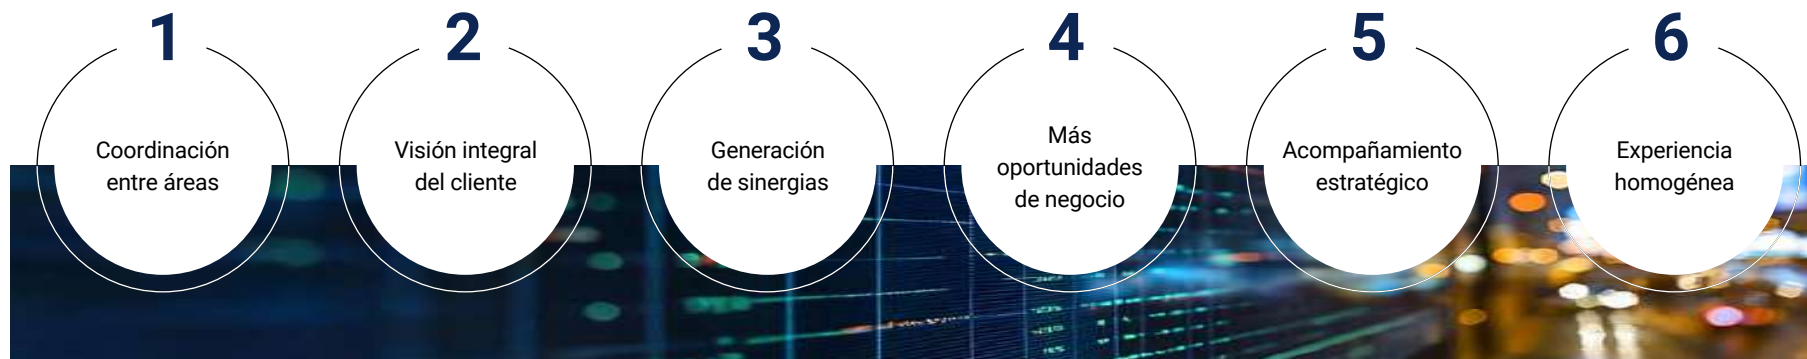 1
Coordinación
entre áreas
2
Visión integral
del cliente
3
Generación
de sinergias
4
Más
oportunidades
de negocio
5
Acompañamiento
estratégico
6
Experiencia
homogénea